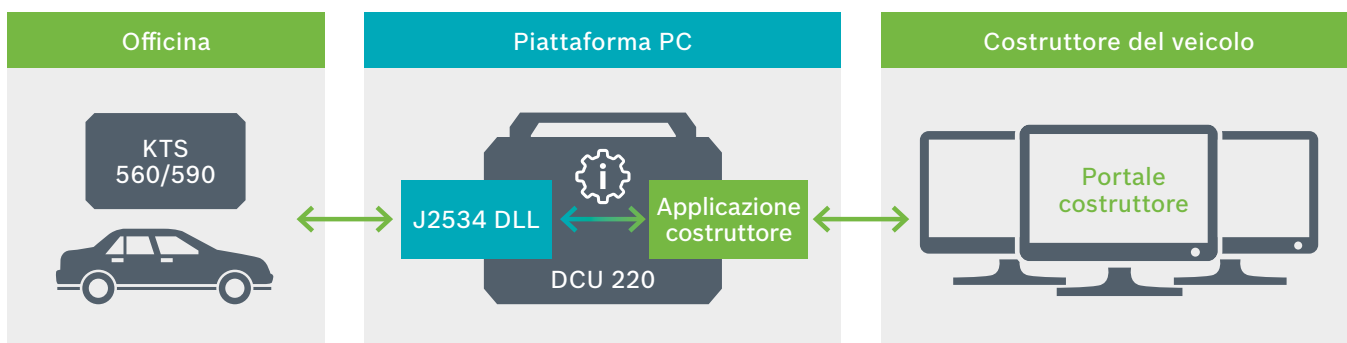 Officina
Piattaforma PC
Costruttore del veicolo
KTS
560/590
J2534 DLL
i
Applicazione
costruttore
DCU 220
Portale
costruttore